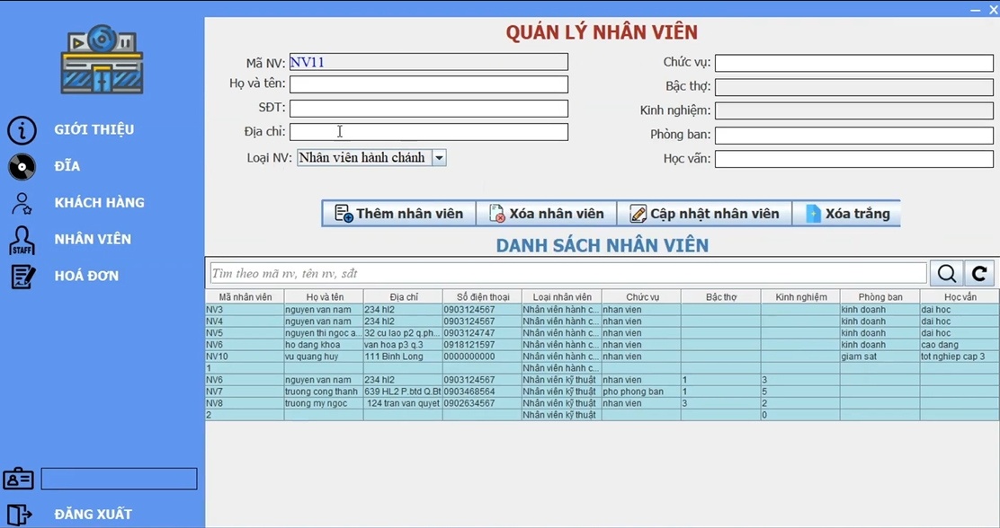 QUẢN LÝ NHÂN VIÊN
Mã NV: NV11
Họ và tên:
SĐT:
Địa chỉ:
Loại NV: Nhân viên hành chánh
Chức vụ:
Bậc thợ:
Kinh nghiệm:
Phòng ban:
Học vấn:
GIỚI THIỆU
ĐĨA
KHÁCH HÀNG
STAFF NHÂN VIÊN
HOÁ ĐƠN
ĐĂNG XUẤT
Thêm nhân viên Xóa nhân viên Cập nhật nhân viên Xóa trắng
DANH SÁCH NHÂN VIÊN
Tìm theo mã nv, tên nv, sđt
Mã nhân viên Họ và tên Địa chỉ Số điện thoại Loại nhân viên Chức vụ Bậc thợ Kinh nghiệm Phòng ban Học vấn
NV3 nguyen van nam 234 hl2 0903124567 Nhân viên hành c... nhan vien kinh doanh dai hoc
NV4 nguyen van nam 234 hl2 0903124567 Nhân viên hành c... nhan vien kinh doanh dai hoc
NV5 nguyen thi ngoc a... 32 cu lao p2 q.ph... 0903124747 Nhân viên hành c... nhan vien kinh doanh dai hoc
NV6 ho dang khoa van hoa p3 q.3 0918121597 Nhân viên hành c... nhan vien kinh doanh cao dang
NV10 vu quang huy 111 Binh Long 0000000000 Nhân viên hành c... nhan vien giam sat tot nghiep cap 3
1 Nhân viên hành c...
NV6 nguyen van nam 234 hl2 0903124567 Nhân viên kỹ thuật nhan vien 1 3
NV7 truong cong thanh 639 HL2 P.btd Q.Bt 0903468564 Nhân viên kỹ thuật pho phong ban 1 5
NV8 truong my ngoc 124 tran van quyet 0902634567 Nhân viên kỹ thuật nhan vien 3 2
2 Nhân viên kỹ thuật 0